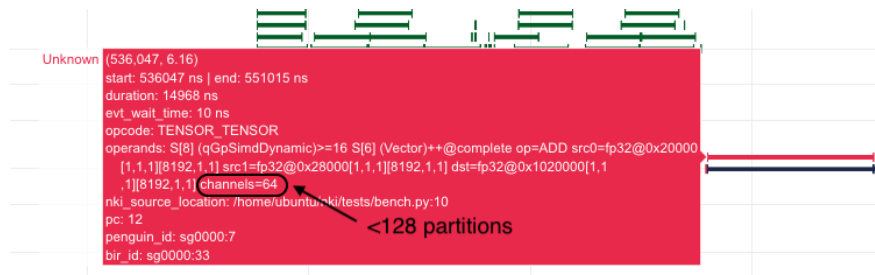 Unknown (536,047, 6.16)
start: 536047 ns | end: 551015 ns
duration: 14968 ns
evt_wait_time: 10 ns
opcode: TENSOR_TENSOR
operands: S[8] (qGpSimdDynamic)>=16 S[6] (Vector)++@complete op=ADD src0=fp32@0x20000
[1,1,1][8192,1,1] src1=fp32@0x28000[1,1,1][8192,1,1] dst=fp32@0x1020000[1,1
,1][8192,1,1] channels=64
nki_source_location: /home/ubuntu/nki/tests/bench.py:10
pc: 12
<128 partitions
penguin_id: sg0000:7
bir_id: sg0000:33